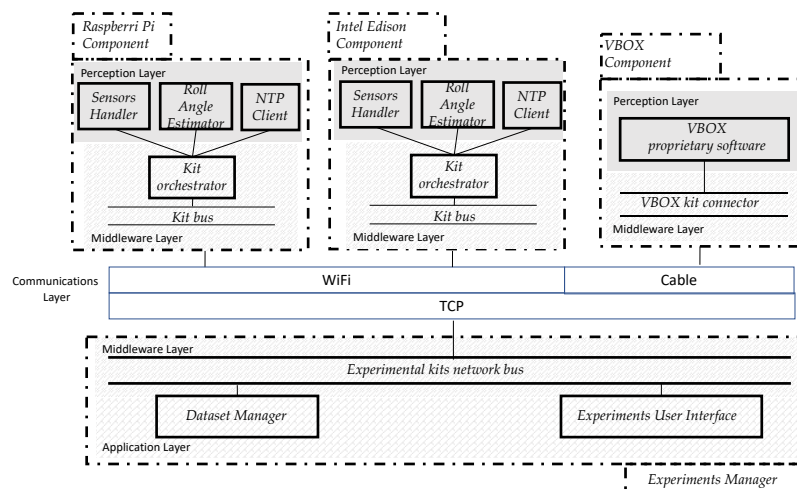 Raspberri Pi
Component
Intel Edison
Component
VBOX
Component
Perception Layer
Sensors
Handler
Roll
Angle
Estimator
NTP
Client
Kit
orchestrator
Kit bus
Middleware Layer
Perception Layer
Sensors
Handler
Roll
Angle
Estimator
NTP
Client
Kit
orchestrator
Kit bus
Middleware Layer
Perception Layer
VBOX
proprietary software
VBOX kit connector
Middleware Layer
Communications
Layer
WiFi
Cable
TCP
Middleware Layer
Experimental kits network bus
Dataset Manager
Experiments User Interface
Application Layer
Experiments Manager